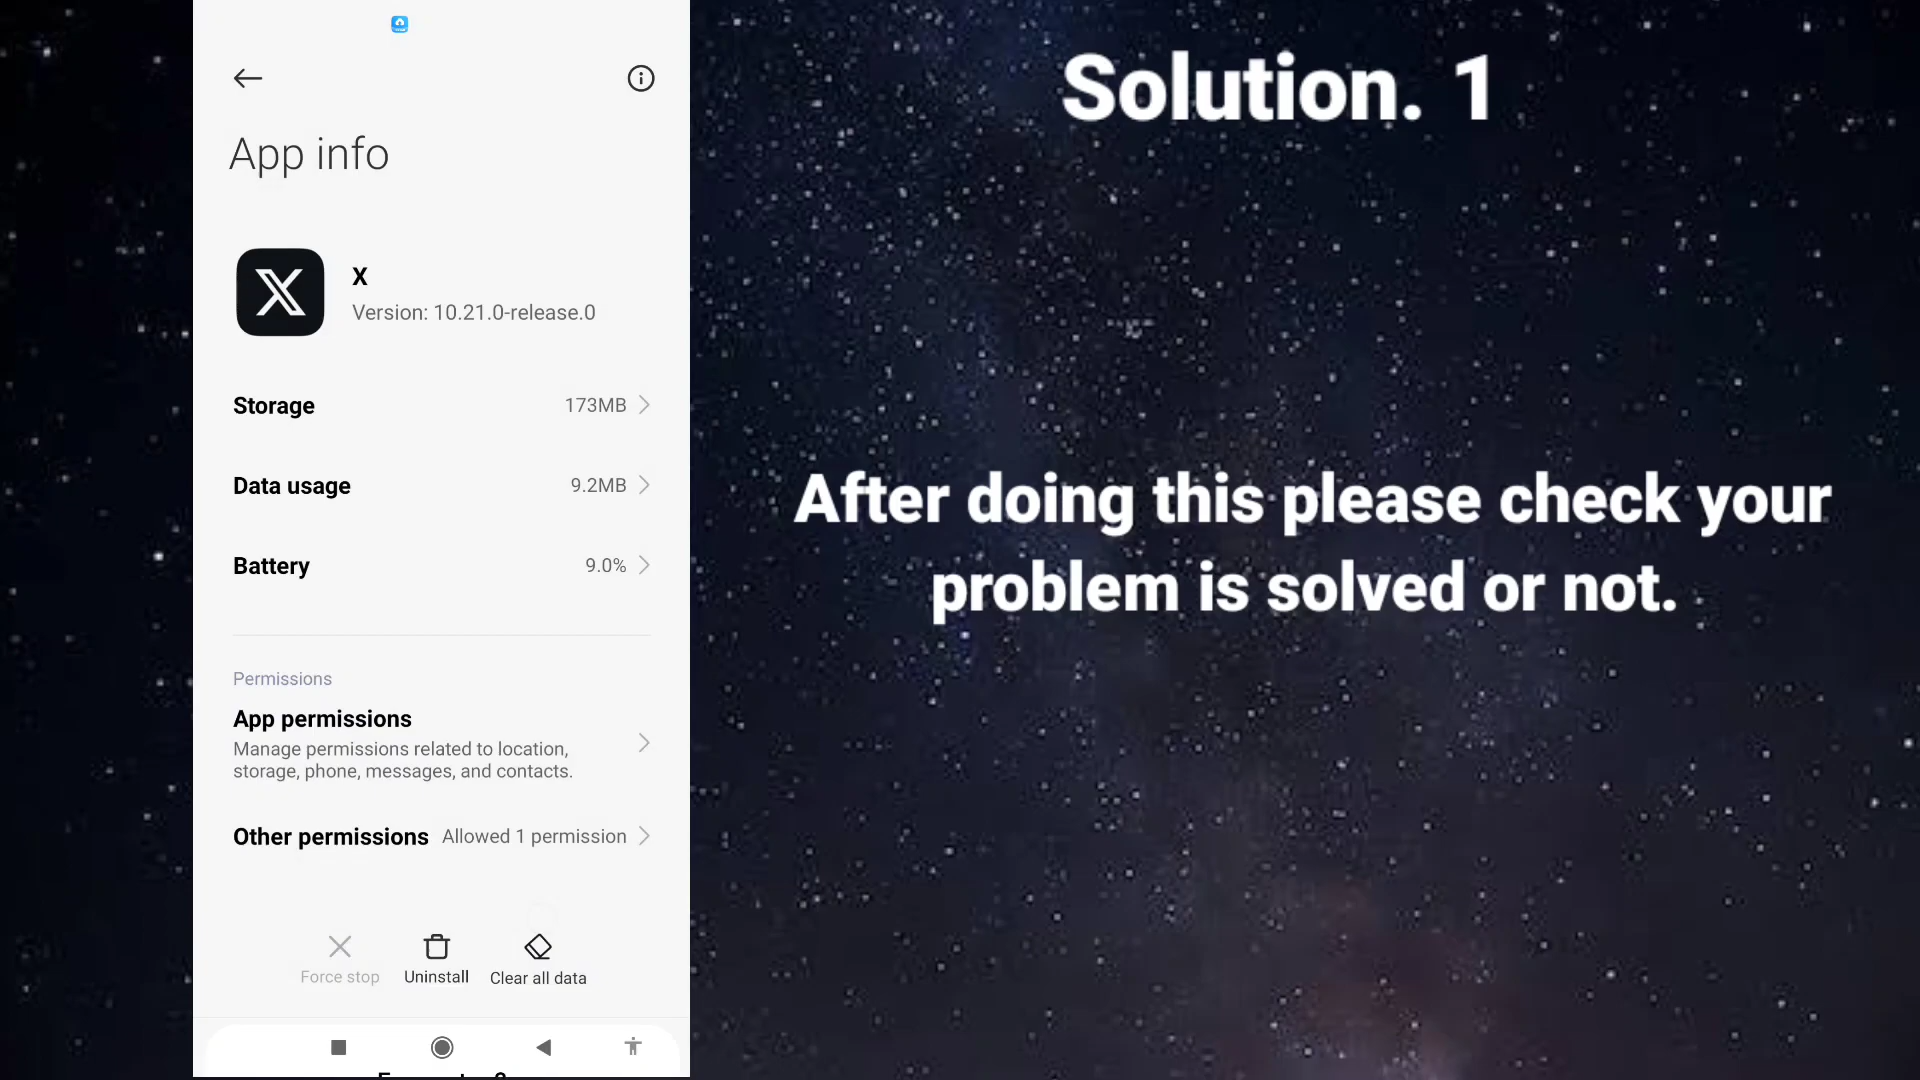 App info
X
Version: 10.21.0-release.0
Storage 173MB
Data usage 9.2MB
Battery 9.0%
Permissions
App permissions
Manage permissions related to location,
storage, phone, messages, and contacts.
Other permissions Allowed 1 permission
Force stop Uninstall Clear all data
Solution. 1
After doing this please check your
problem is solved or not.